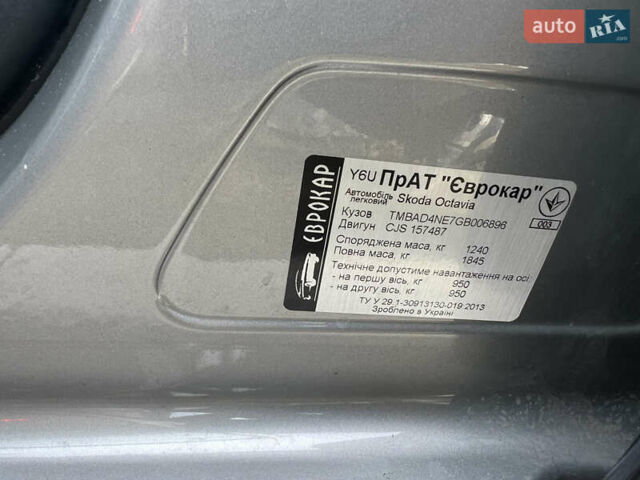 auto RIA.com
ЄВРОКАР
Y6U ПрАТ "Єврокар"
Автомобіль легковий Skoda Octavia
Кузов TMBAD4NE7GB006896
Двигун CJS 157487
003
Споряджена маса, кг 1240
Повна маса, кг 1845
Технічне допустиме навантаження на осі:
- на першу вісь, кг 950
- на другу вісь, кг 950
ТУ У 29.1-30913130-019:2013
Зроблено в Україні